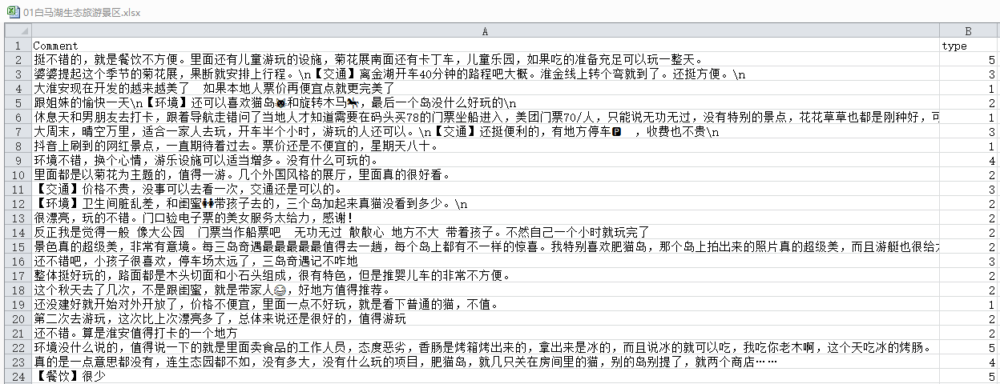 01白马湖生态旅游景区.xlsx
A B
1 Comment type
2 挺不错的，就是餐饮不方便。里面还有儿童游玩的设施，菊花展南面还有卡丁车，儿童乐园，如果吃的准备充足可以玩一整天。 5
3 婆婆提起这个季节的菊花展，果断就安排上行程。\n【交通】离金湖开车40分钟的路程吧大概。淮金线上转个弯就到了。还挺方便。\n 3
4 大淮安现在开发的越来越美了 如果本地人票价再便宜点就更完美了 1
5 跟姐妹的愉快一天\n【环境】还可以喜欢猫岛🐱和旋转木马🎠，最后一个岛没什么好玩的\n 2
6 休息天和男朋友去打卡，跟着导航走错问了当地人才知道需要在码头买78的门票坐船进入，美团门票70/人，只能说无功无过，没有特别的景点，花花草草也都是刚种好，可 1
7 大周末，晴空万里，适合一家人去玩，开车半个小时，游玩的人还可以。\n【交通】还挺便利的，有地方停车🅿 ，收费也不贵\n 3
8 抖音上刷到的网红景点，一直期待着过去。票价还是不便宜的，星期天八十。 1
9 环境不错，换个心情，游乐设施可以适当增多。没有什么可玩的。 4
10 里面都是以菊花为主题的，值得一游。几个外国风格的展厅，里面真的很好看。 2
11 【交通】价格不贵，没事可以去看一次，交通还是可以的。 3
12 【环境】卫生间脏乱差，和闺蜜👭带孩子去的，三个岛加起来真猫没看到多少。\n 2
13 很漂亮，玩的不错。门口验电子票的美女服务太给力，感谢！ 2
14 反正我是觉得一般 像大公园 门票当作船票吧 无功无过 散散心 地方不大 带着孩子。不然自己一个小时就玩完了 2
15 景色真的超级美，非常有意境。每三岛奇遇最最最最最值得去一趟，每个岛上都有不一样的惊喜。我特别喜欢肥猫岛，那个岛上拍出来的照片真的超级美，而且游艇也很给 2
16 还不错吧，小孩子很喜欢，停车场太远了，三岛奇遇记不咋地 3
17 整体挺好玩的，路面都是木头切面和小石头组成，很有特色，但是推婴儿车的非常不方便。 2
18 这个秋天去了几次，不是跟闺蜜，就是带家人😂，好地方值得推荐。 2
19 还没建好就开始对外开放了，价格不便宜，里面一点不好玩，就是看下普通的猫，不值。 1
20 第二次去游玩，这次比上次漂亮多了，总体来说还是很好的，值得游玩 2
21 还不错。算是淮安值得打卡的一个地方 2
22 环境没什么说的，值得说一下的就是里面卖食品的工作人员，态度恶劣，香肠是烤箱烤出来的，拿出来是冰的，而且说冰的就可以吃，我吃你老木啊，这个天吃冰的烤肠。 5
23 真的是一点意思都没有，连生态园都不如，没有多大，没有什么玩的项目，肥猫岛，就几只关在房间里的猫，别的岛别提了，就两个商店…… 4
24 【餐饮】很少 5